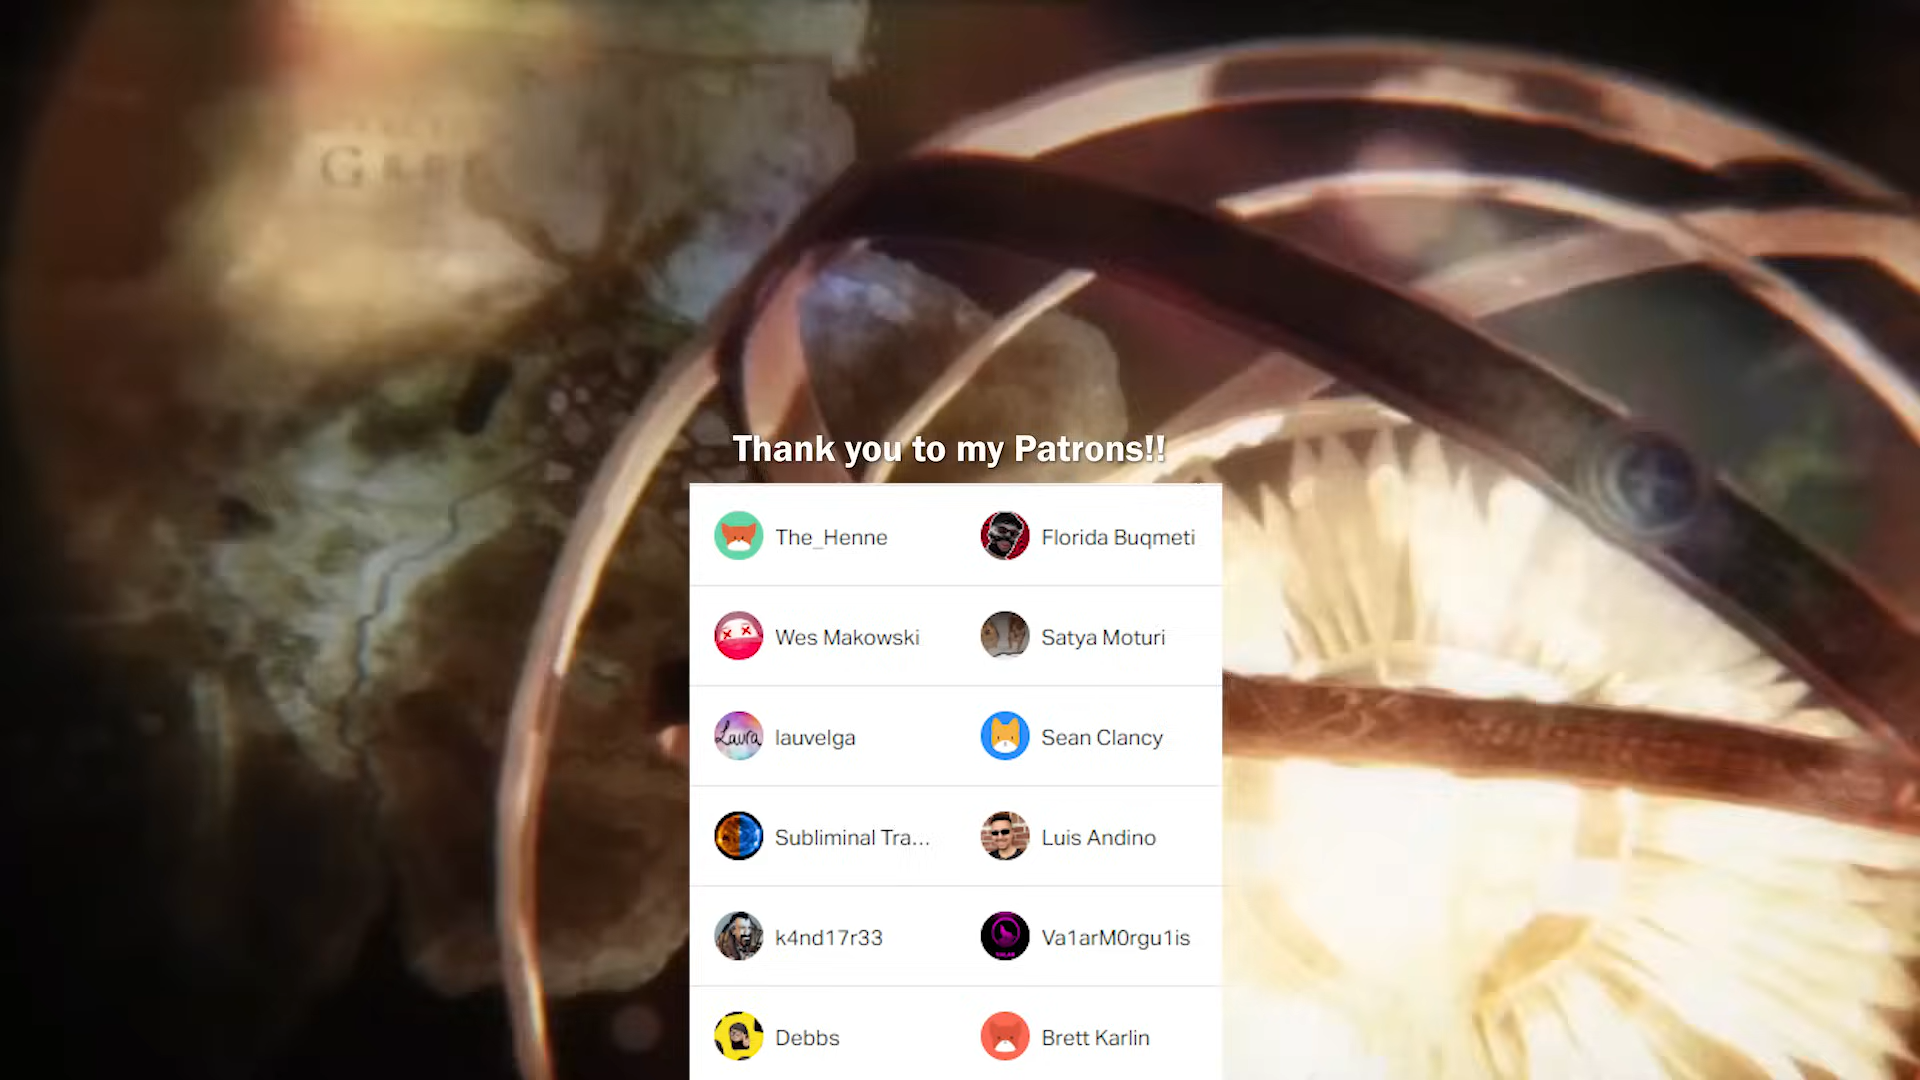 Thank you to my Patrons!!
The_Henne
Florida Buqmeti
Wes Makowski
Satya Moturi
Laura
lauvelga
Sean Clancy
Subliminal Tra...
Luis Andino
k4nd17r33
Va1arM0rgu1is
Debbs
Brett Karlin